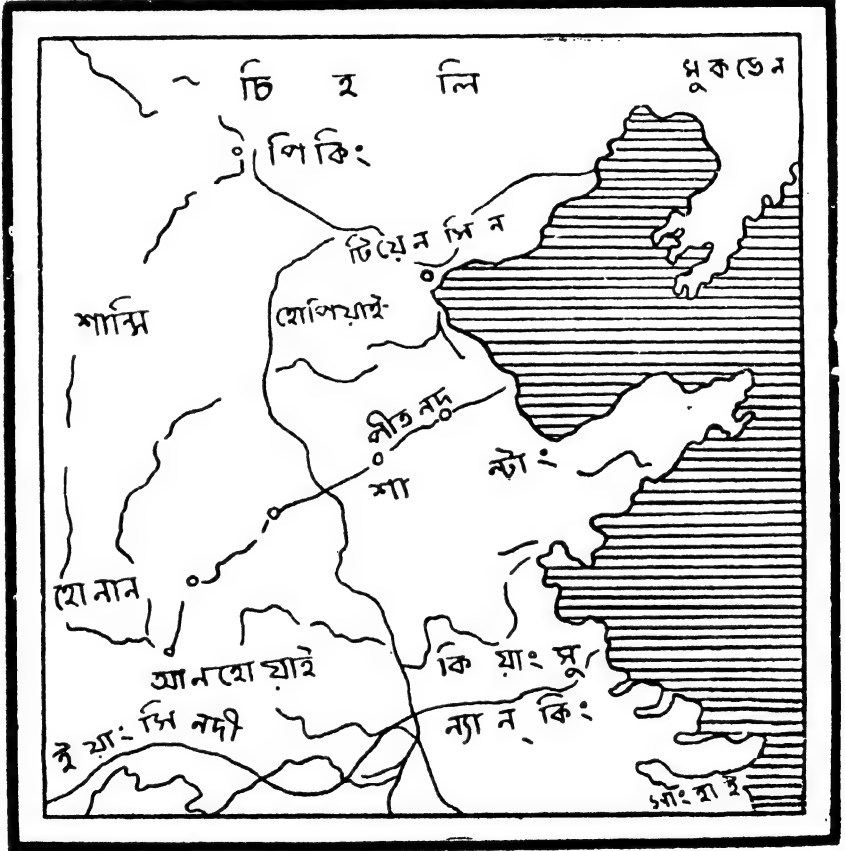 চি হ লি
মুকডেন
পিকিং
টিয়েনসিন
শান্সি
হোপিয়াই
পীত নদ
শা ন্টাং
হোনান
আনহোয়াই
কিয়াংসু
ইয়াংসি নদী
ন্যান্‌কিং
সাংহাই